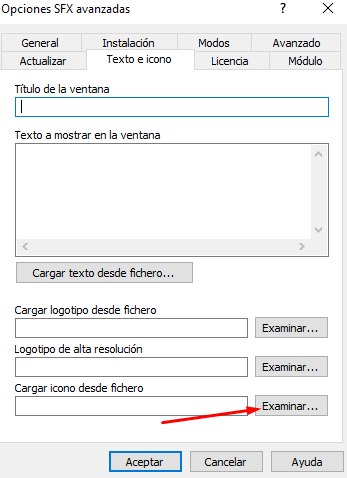 Opciones SFX avanzadas
General Instalación Modos Avanzado
Actualizar Texto e icono Licencia Módulo
Título de la ventana
Texto a mostrar en la ventana
Cargar texto desde fichero...
Cargar logotipo desde fichero
Examinar...
Logotipo de alta resolución
Examinar...
Cargar icono desde fichero
Examinar...
Aceptar Cancelar Ayuda